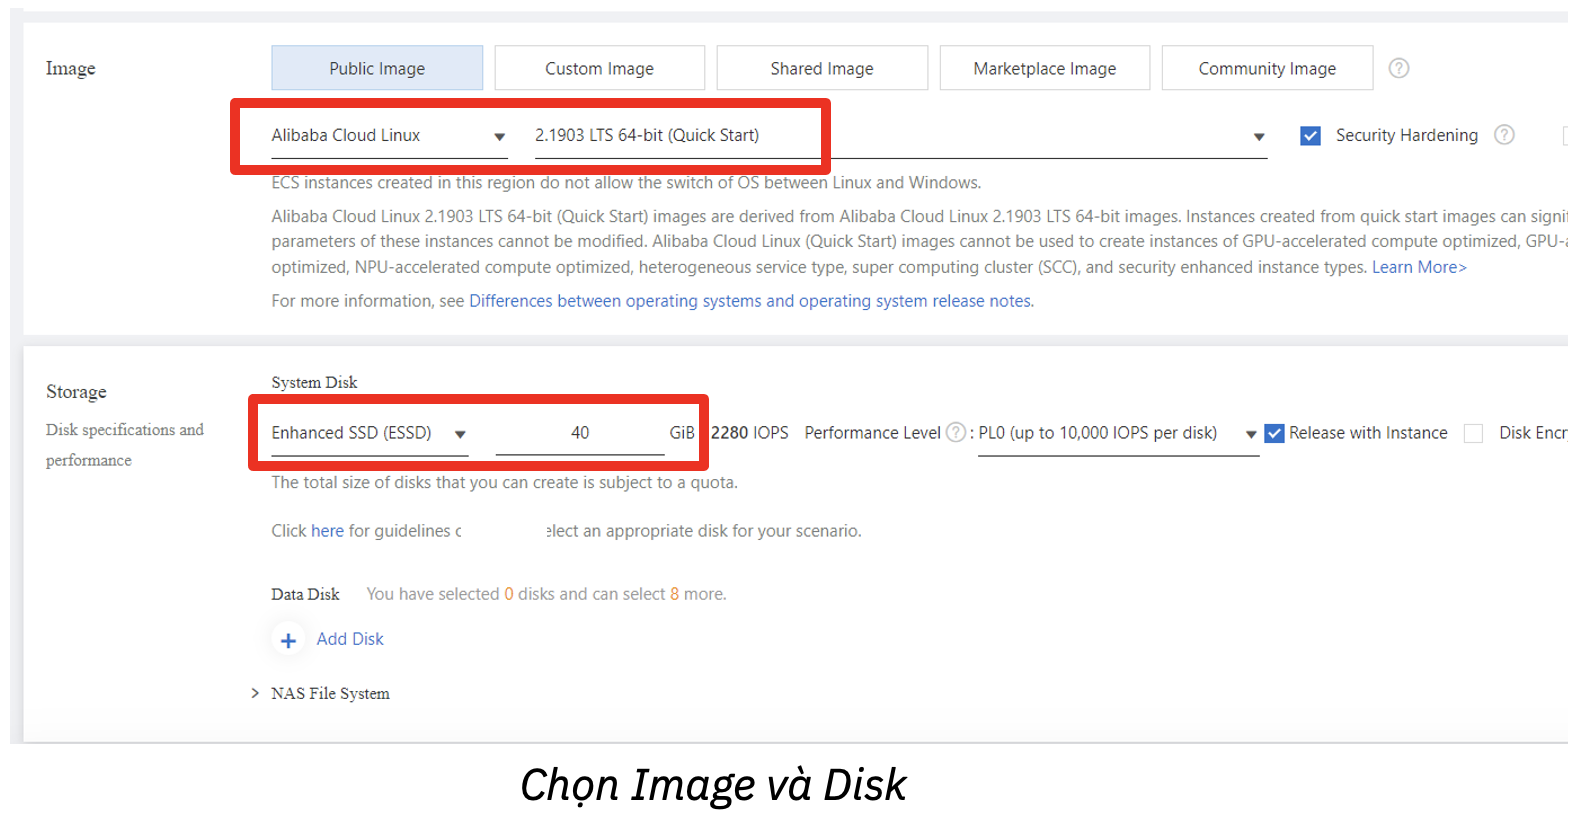 Image
Public Image
Custom Image
Shared Image
Marketplace Image
Community Image
Alibaba Cloud Linux
2.1903 LTS 64-bit (Quick Start)
Security Hardening
ECS instances created in this region do not allow the switch of OS between Linux and Windows.
Alibaba Cloud Linux 2.1903 LTS 64-bit (Quick Start) images are derived from Alibaba Cloud Linux 2.1903 LTS 64-bit images. Instances created from quick start images can
parameters of these instances cannot be modified. Alibaba Cloud Linux (Quick Start) images cannot be used to create instances of GPU-accelerated compute optimized,
optimized, NPU-accelerated compute optimized, heterogeneous service type, super computing cluster (SCC), and security enhanced instance types. Learn More>
For more information, see Differences between operating systems and operating system release notes.
Storage
Disk specifications and
performance
System Disk
Enhanced SSD (ESSD) 40 GiB 2280 IOPS Performance Level ? : PL0 (up to 10,000 IOPS per disk) Release with Instance Disk
The total size of disks that you can create is subject to a quota.
Click here for guidelines elect an appropriate disk for your scenario.
Data Disk You have selected 0 disks and can select 8 more.
+ Add Disk
> NAS File System
Chọn Image và Disk